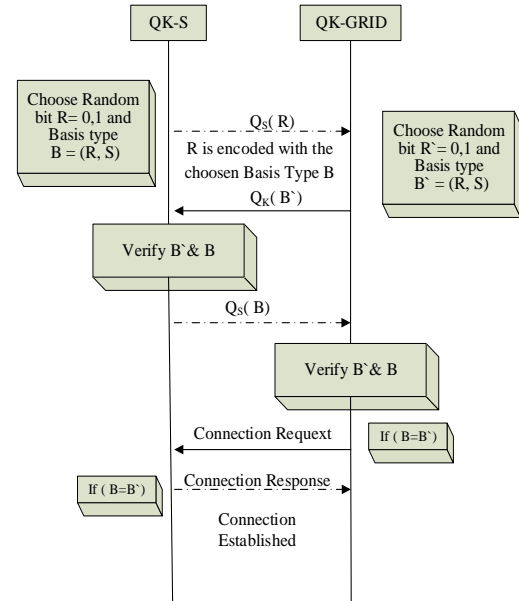 QK-S
QK-GRID
Choose Random
bit R= 0,1 and
Basis type
B = (R, S)
QS( R)
R is encoded with the
choosen Basis Type B
Choose Random
bit R`= 0,1 and
Basis type
B` = (R, S)
QK( B`)
Verify B`& B
QS( B)
Verify B`& B
Connection Requext
If ( B=B`)
If ( B=B`)
Connection Response
Connection
Established